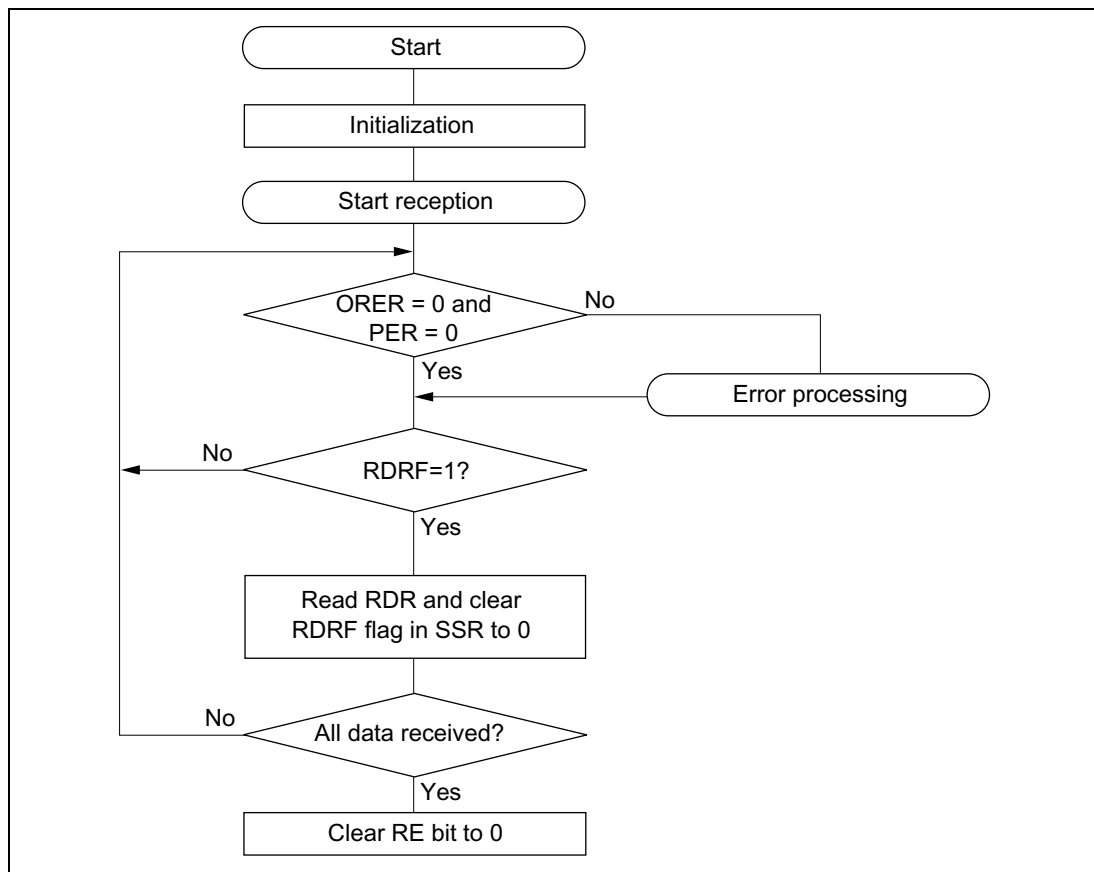 Start
Initialization
Start reception
ORER = 0 and
PER = 0
No
Yes
Error processing
No
RDRF=1?
Yes
Read RDR and clear
RDRF flag in SSR to 0
No
All data received?
Yes
Clear RE bit to 0